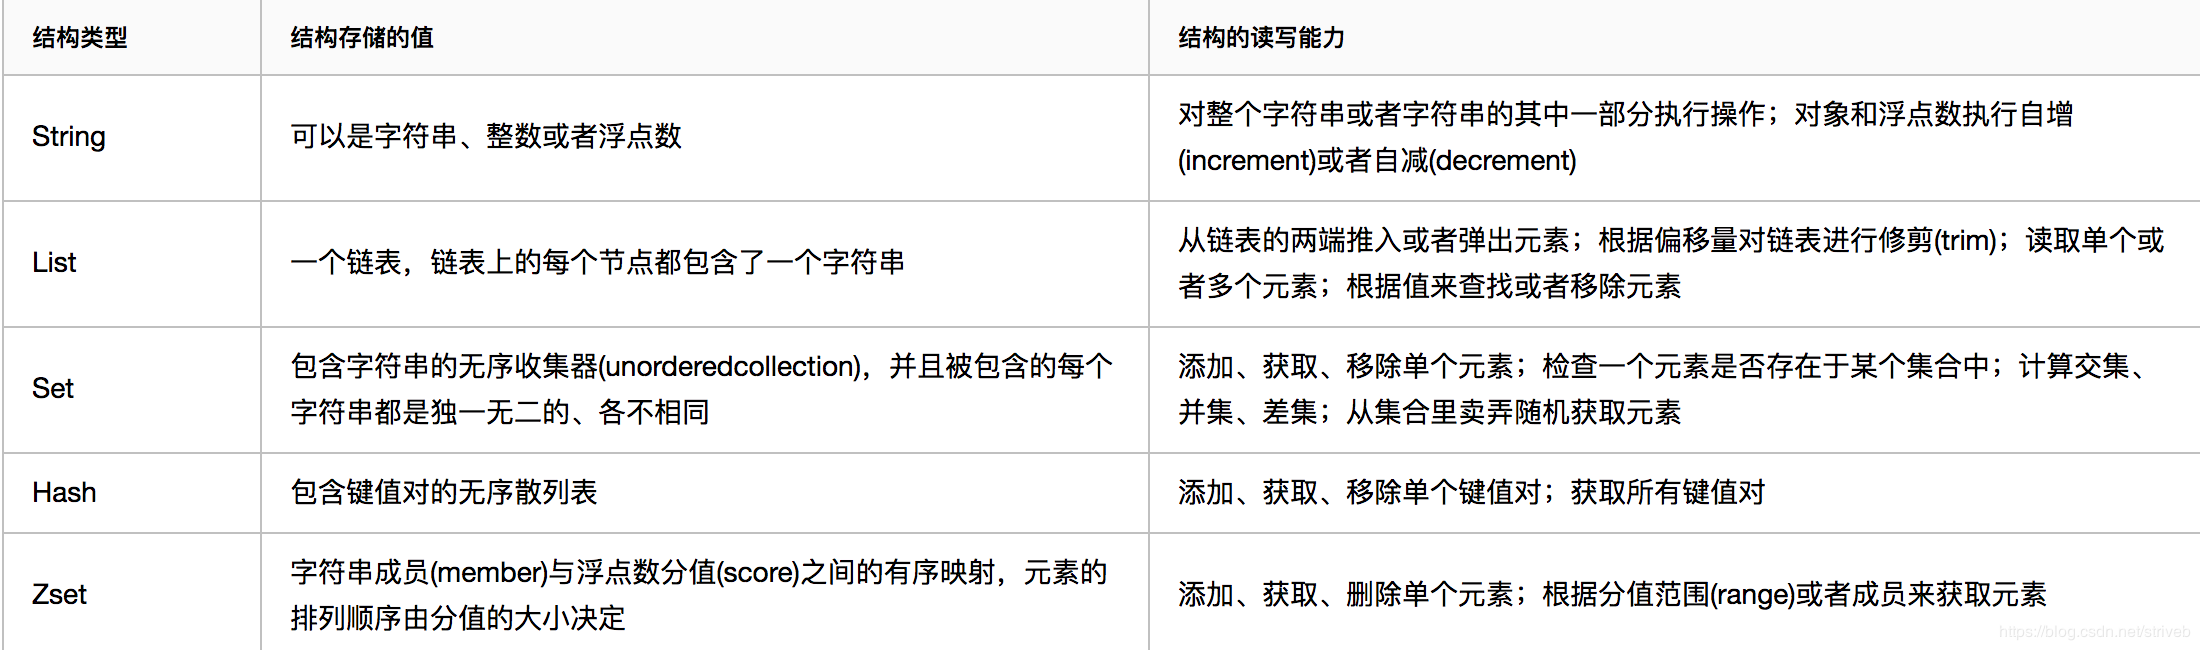 结构类型
结构存储的值
结构的读写能力
String
可以是字符串、整数或者浮点数
对整个字符串或者字符串的其中一部分执行操作；对象和浮点数执行自增
(increment)或者自减(decrement)
List
一个链表，链表上的每个节点都包含了一个字符串
从链表的两端推入或者弹出元素；根据偏移量对链表进行修剪(trim)；读取单个或
者多个元素；根据值来查找或者移除元素
Set
包含字符串的无序收集器(unorderedcollection)，并且被包含的每个
字符串都是独一无二的、各不相同
添加、获取、移除单个元素；检查一个元素是否存在于某个集合中；计算交集、
并集、差集；从集合里卖弄随机获取元素
Hash
包含键值对的无序散列表
添加、获取、移除单个键值对；获取所有键值对
Zset
字符串成员(member)与浮点数分值(score)之间的有序映射，元素的
排列顺序由分值的大小决定
添加、获取、删除单个元素；根据分值范围(range)或者成员来获取元素
https://blog.csdn.net/striveb